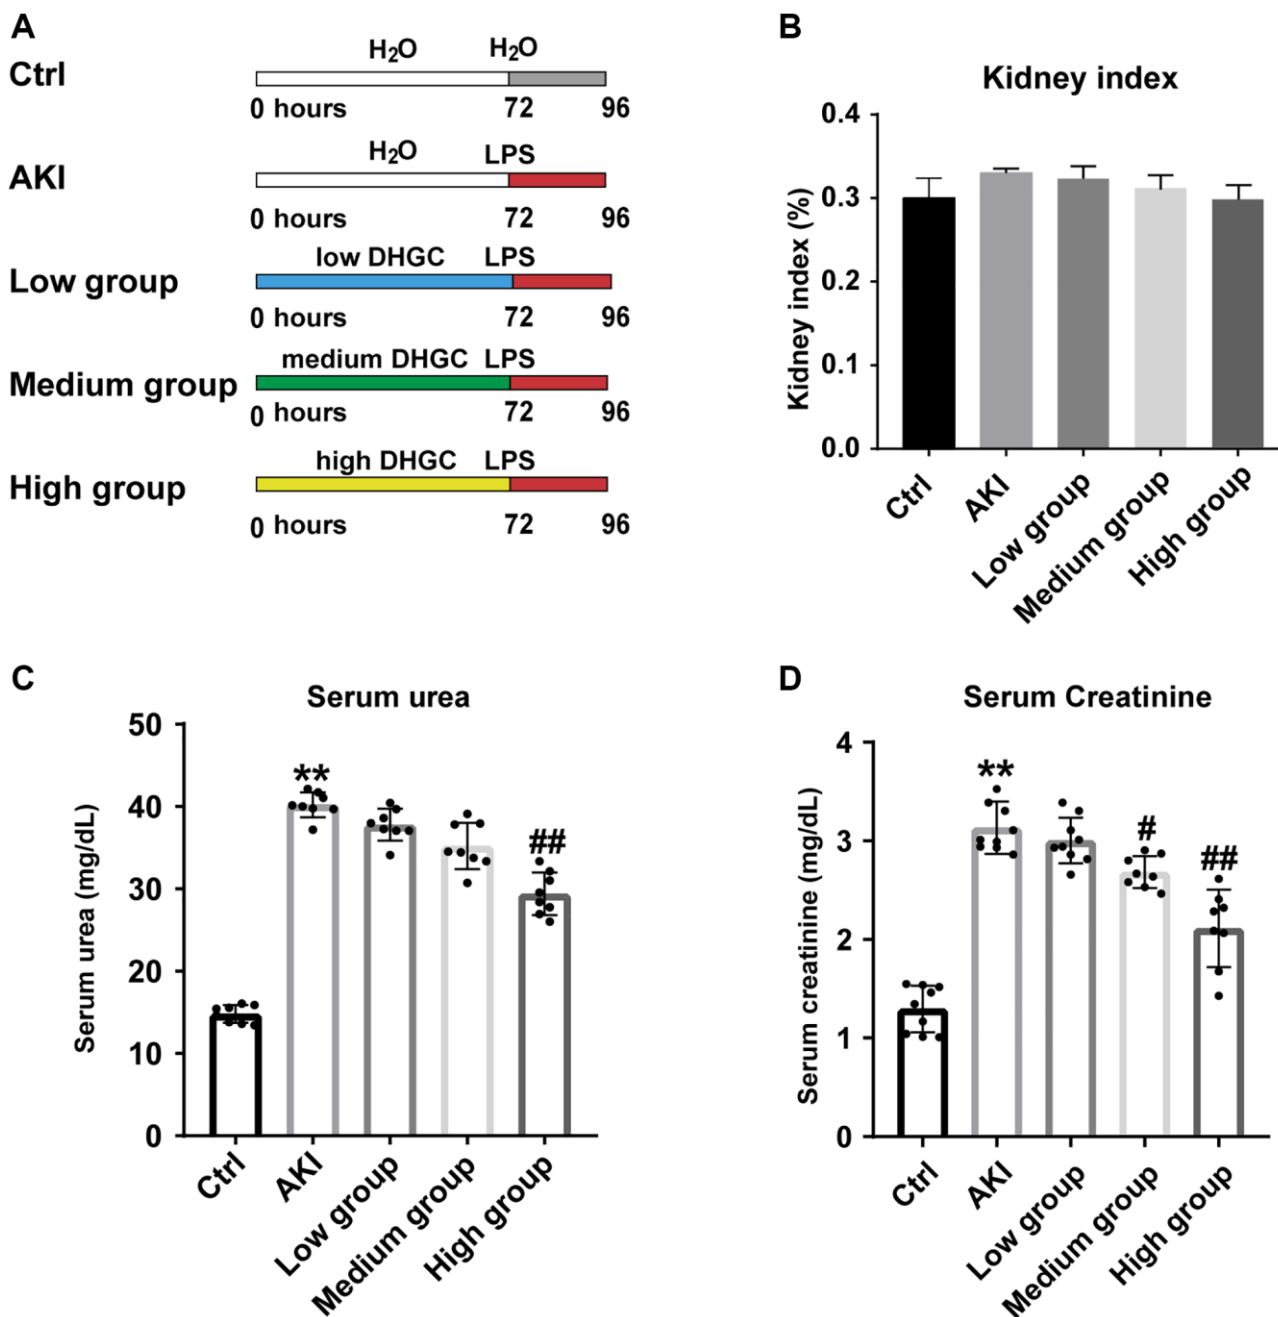 A
Ctrl
H₂O H₂O
0 hours 72 96
AKI
H₂O LPS
0 hours 72 96
Low group
low DHGC LPS
0 hours 72 96
Medium group
medium DHGC LPS
0 hours 72 96
High group
high DHGC LPS
0 hours 72 96
B
Kidney index
Kidney index (%)
0.4
0.3
0.2
0.1
0.0
Ctrl
AKI
Low group
Medium group
High group
C
Serum urea
Serum urea (mg/dL)
50
40
30
20
10
0
**
##
Ctrl
AKI
Low group
Medium group
High group
D
Serum Creatinine
Serum creatinine (mg/dL)
4
3
2
1
0
**
#
##
Ctrl
AKI
Low group
Medium group
High group